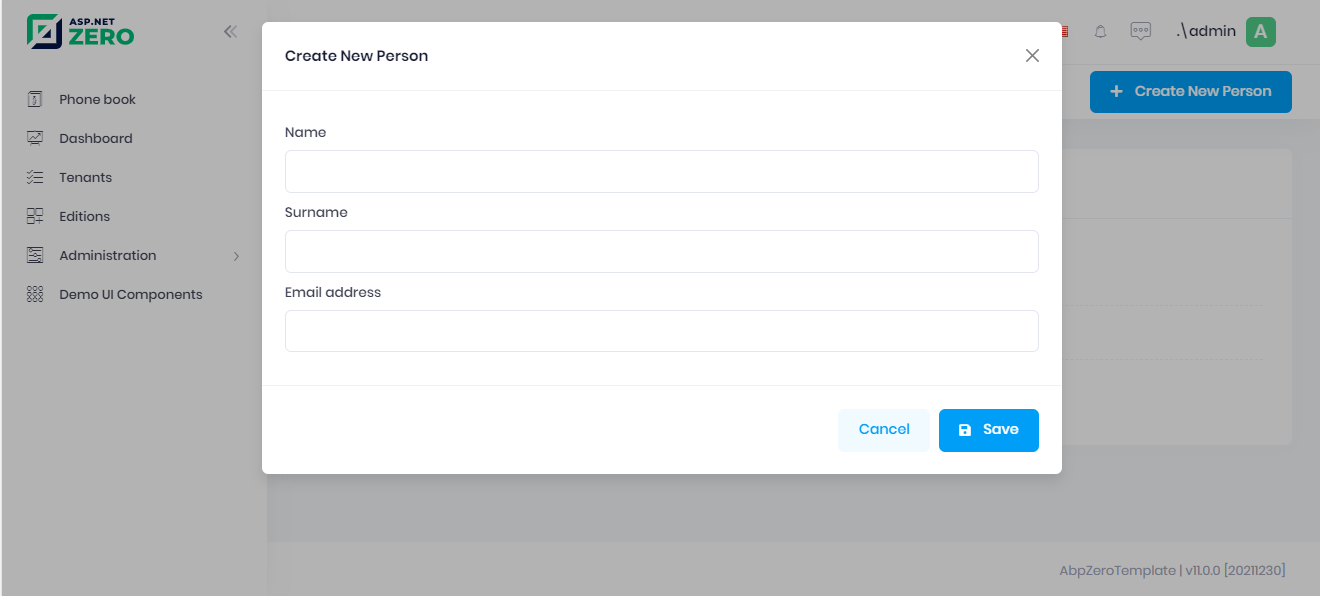 ASP.NET
ZERO
Phone book
Dashboard
Tenants
Editions
Administration
Demo UI Components
.\admin
A
Create New Person
Create New Person
Name
Surname
Email address
Cancel
Save
AbpZeroTemplate | v11.0.0 [20211230]